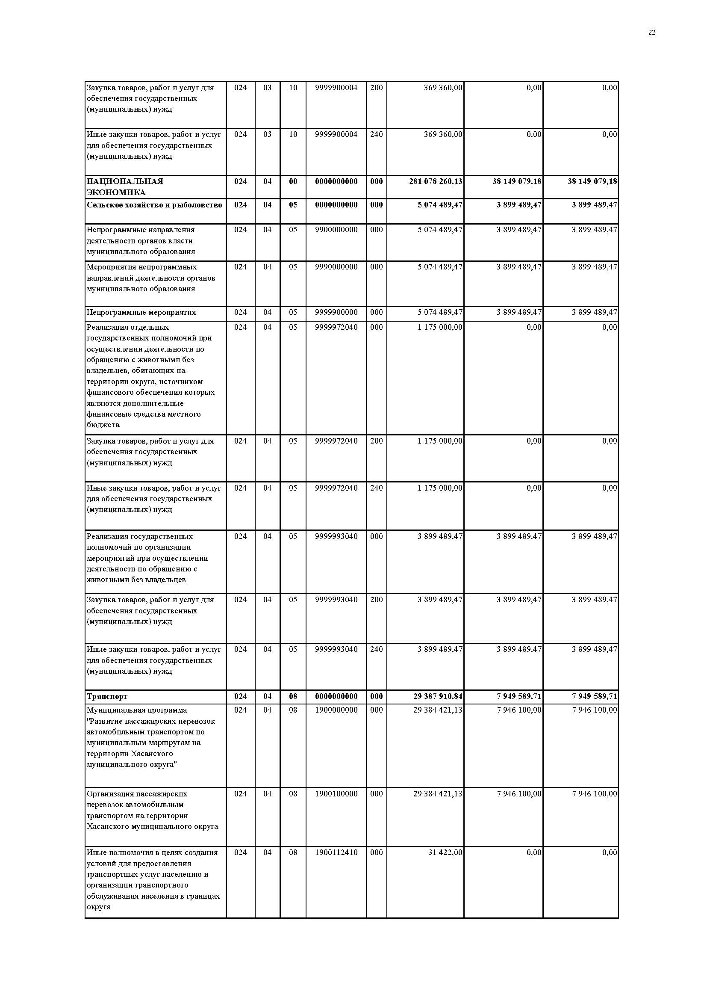 22
Закупка товаров, работ и услуг для 024 03 10 9999900004 200 369 360,00 0,00 0,00
обеспечения государственных
(муниципальных) нужд
Иные закупки товаров, работ и услуг 024 03 10 9999900004 240 369 360,00 0,00 0,00
для обеспечения государственных
(муниципальных) нужд
НАЦИОНАЛЬНАЯ 024 04 00 0000000000 000 281 078 260,13 38 149 079,18 38 149 079,18
ЭКОНОМИКА
Сельское хозяйство и рыболовство 024 04 05 0000000000 000 5 074 489,47 3 899 489,47 3 899 489,47
Непрограммные направления 024 04 05 9900000000 000 5 074 489,47 3 899 489,47 3 899 489,47
деятельности органов власти
муниципального образования
Мероприятия непрограммных 024 04 05 9990000000 000 5 074 489,47 3 899 489,47 3 899 489,47
направлений деятельности органов
муниципального образования
Непрограммные мероприятия 024 04 05 9999900000 000 5 074 489,47 3 899 489,47 3 899 489,47
Реализация отдельных 024 04 05 9999972040 000 1 175 000,00 0,00 0,00
государственных полномочий при
осуществлении деятельности по
обращению с животными без
владельцев, обитающих на
территории округа, источником
финансового обеспечения которых
являются дополнительные
финансовые средства местного
бюджета
Закупка товаров, работ и услуг для 024 04 05 9999972040 200 1 175 000,00 0,00 0,00
обеспечения государственных
(муниципальных) нужд
Иные закупки товаров, работ и услуг 024 04 05 9999972040 240 1 175 000,00 0,00 0,00
для обеспечения государственных
(муниципальных) нужд
Реализация государственных 024 04 05 9999993040 000 3 899 489,47 3 899 489,47 3 899 489,47
полномочий по организации
мероприятий при осуществлении
деятельности по обращению с
животными без владельцев
Закупка товаров, работ и услуг для 024 04 05 9999993040 200 3 899 489,47 3 899 489,47 3 899 489,47
обеспечения государственных
(муниципальных) нужд
Иные закупки товаров, работ и услуг 024 04 05 9999993040 240 3 899 489,47 3 899 489,47 3 899 489,47
для обеспечения государственных
(муниципальных) нужд
Транспорт 024 04 08 0000000000 000 29 387 910,84 7 949 589,71 7 949 589,71
Муниципальная программа 024 04 08 1900000000 000 29 384 421,13 7 946 100,00 7 946 100,00
"Развитие пассажирских перевозок
автомобильным транспортом по
муниципальным маршрутам на
территории Хасанского
муниципального округа"
Организация пассажирских 024 04 08 1900100000 000 29 384 421,13 7 946 100,00 7 946 100,00
перевозок автомобильным
транспортом на территории
Хасанского муниципального округа
Иные полномочия в целях создания 024 04 08 1900112410 000 31 422,00 0,00 0,00
условий для предоставления
транспортных услуг населению и
организации транспортного
обслуживания населения в границах
округа